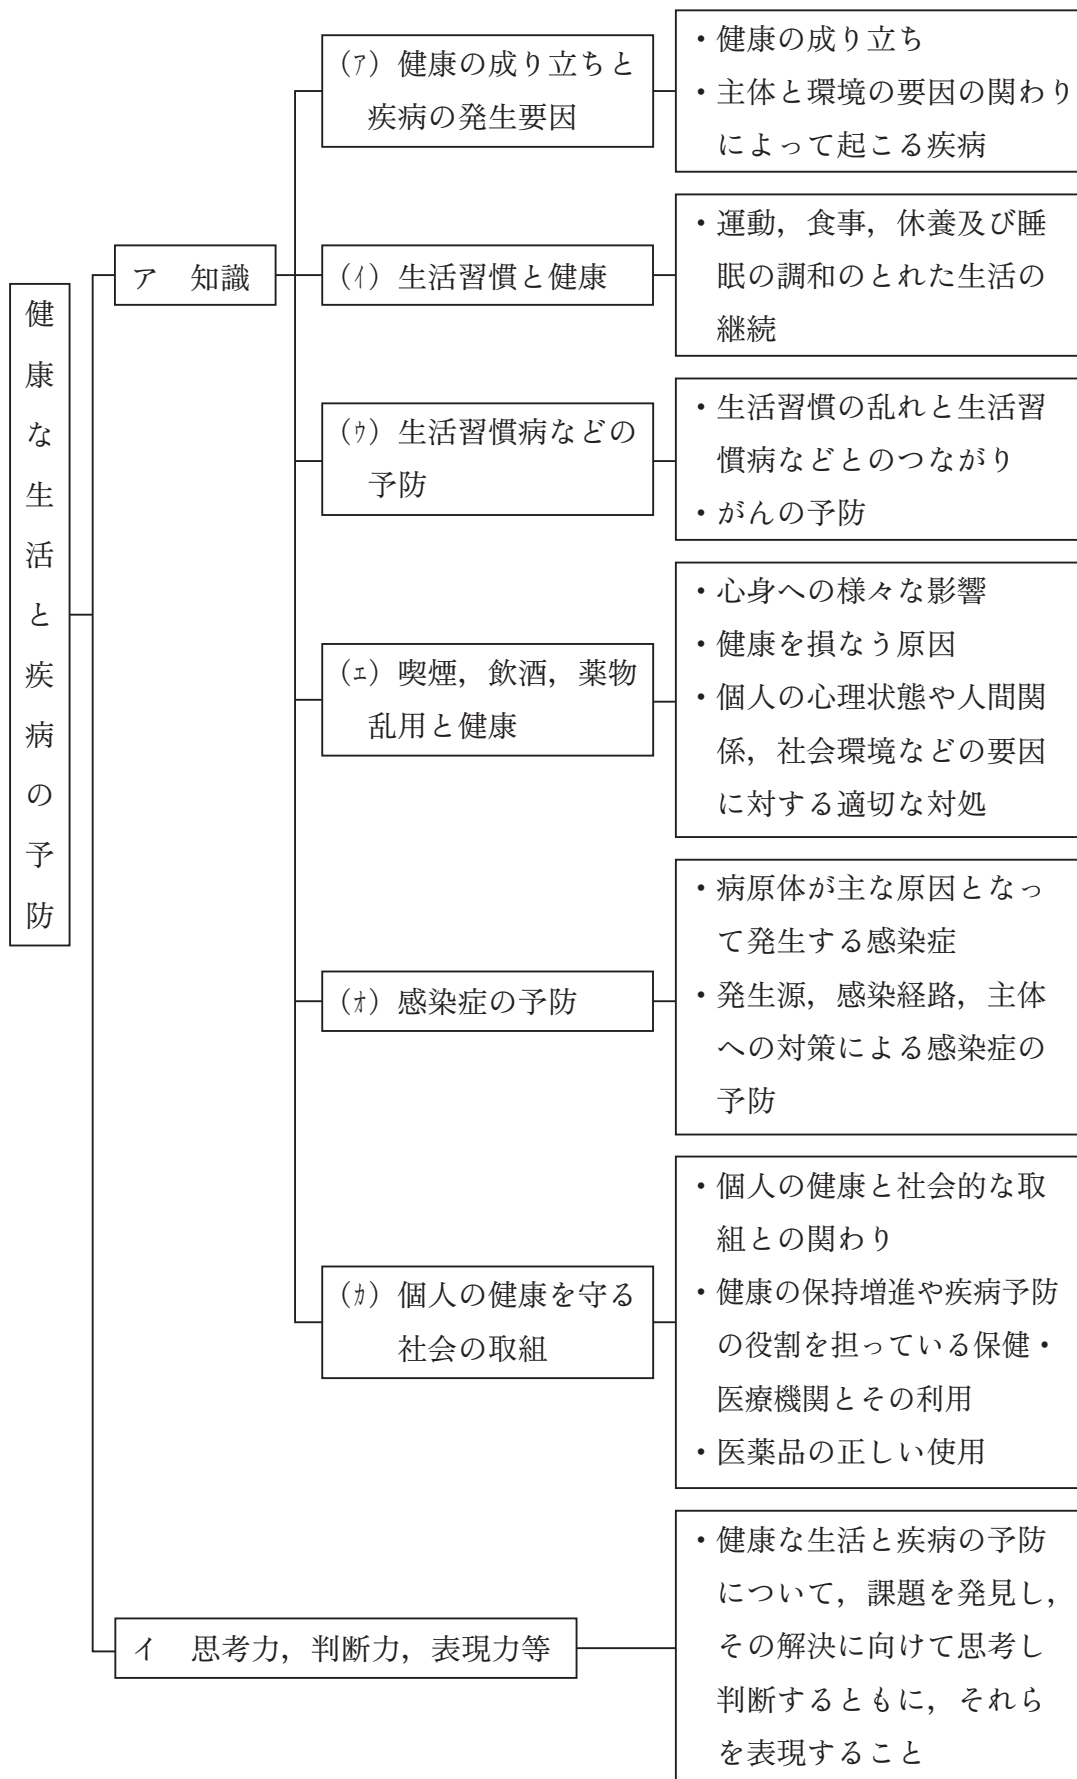 健康な生活と疾病の予防
ア　知識
(ｱ) 健康の成り立ちと
疾病の発生要因
・健康の成り立ち
・主体と環境の要因の関わり
によって起こる疾病
(ｲ) 生活習慣と健康
・運動，食事，休養及び睡
眠の調和のとれた生活の
継続
(ｳ) 生活習慣病などの
予防
・生活習慣の乱れと生活習
慣病などとのつながり
・がんの予防
(ｴ) 喫煙，飲酒，薬物
乱用と健康
・心身への様々な影響
・健康を損なう原因
・個人の心理状態や人間関
係，社会環境などの要因
に対する適切な対処
(ｵ) 感染症の予防
・病原体が主な原因となっ
て発生する感染症
・発生源，感染経路，主体
への対策による感染症の
予防
(ｶ) 個人の健康を守る
社会の取組
・個人の健康と社会的な取
組との関わり
・健康の保持増進や疾病予防
の役割を担っている保健・
医療機関とその利用
・医薬品の正しい使用
イ　思考力，判断力，表現力等
・健康な生活と疾病の予防
について，課題を発見し，
その解決に向けて思考し
判断するともに，それら
を表現すること